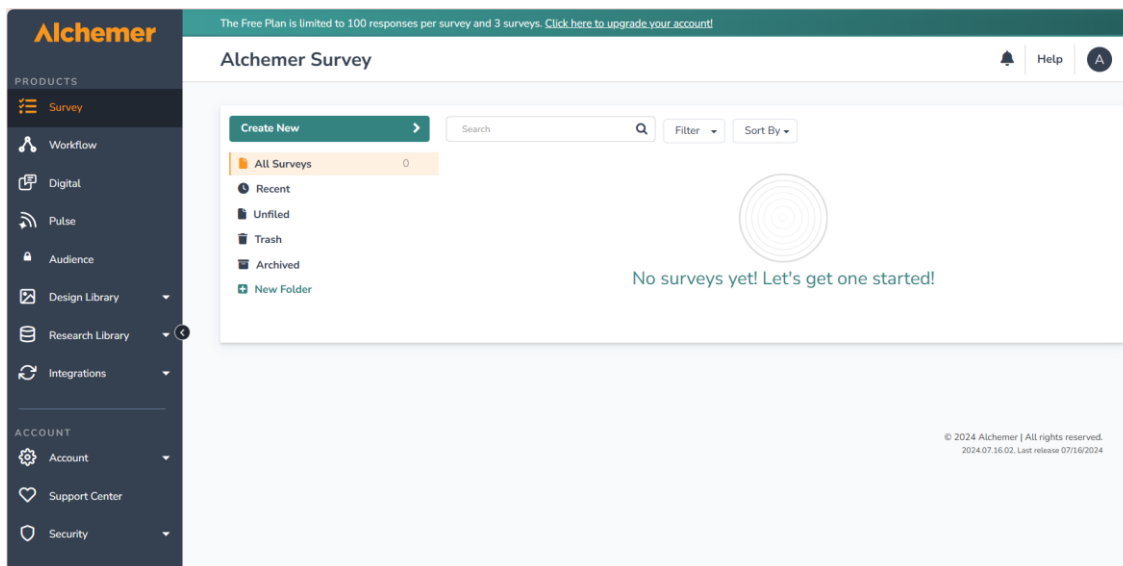 Alchemer
The Free Plan is limited to 100 responses per survey and 3 surveys. Click here to upgrade your account!
Alchemer Survey
Help
A
PRODUCTS
Survey
Workflow
Digital
Pulse
Audience
Design Library
Research Library
Integrations
ACCOUNT
Account
Support Center
Security
Create New
Search
Filter
Sort By
All Surveys 0
Recent
Unfiled
Trash
Archived
New Folder
No surveys yet! Let's get one started!
© 2024 Alchemer | All rights reserved.
2024.07.16.02. Last release 07/16/2024